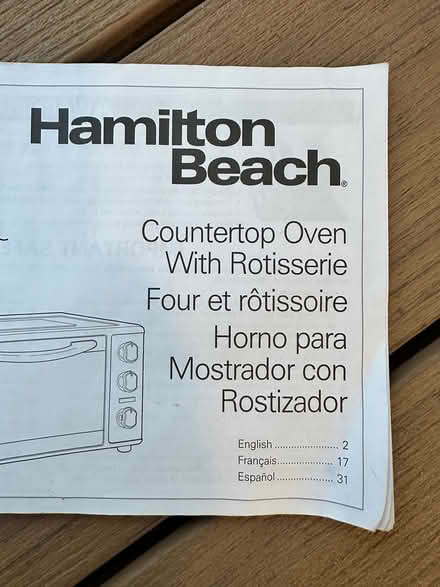 Hamilton
Beach®
Countertop Oven
With Rotisserie
Four et rôtissoire
Horno para
Mostrador con
Rostizador
English ....................... 2
Français.................... 17
Español .................... 31